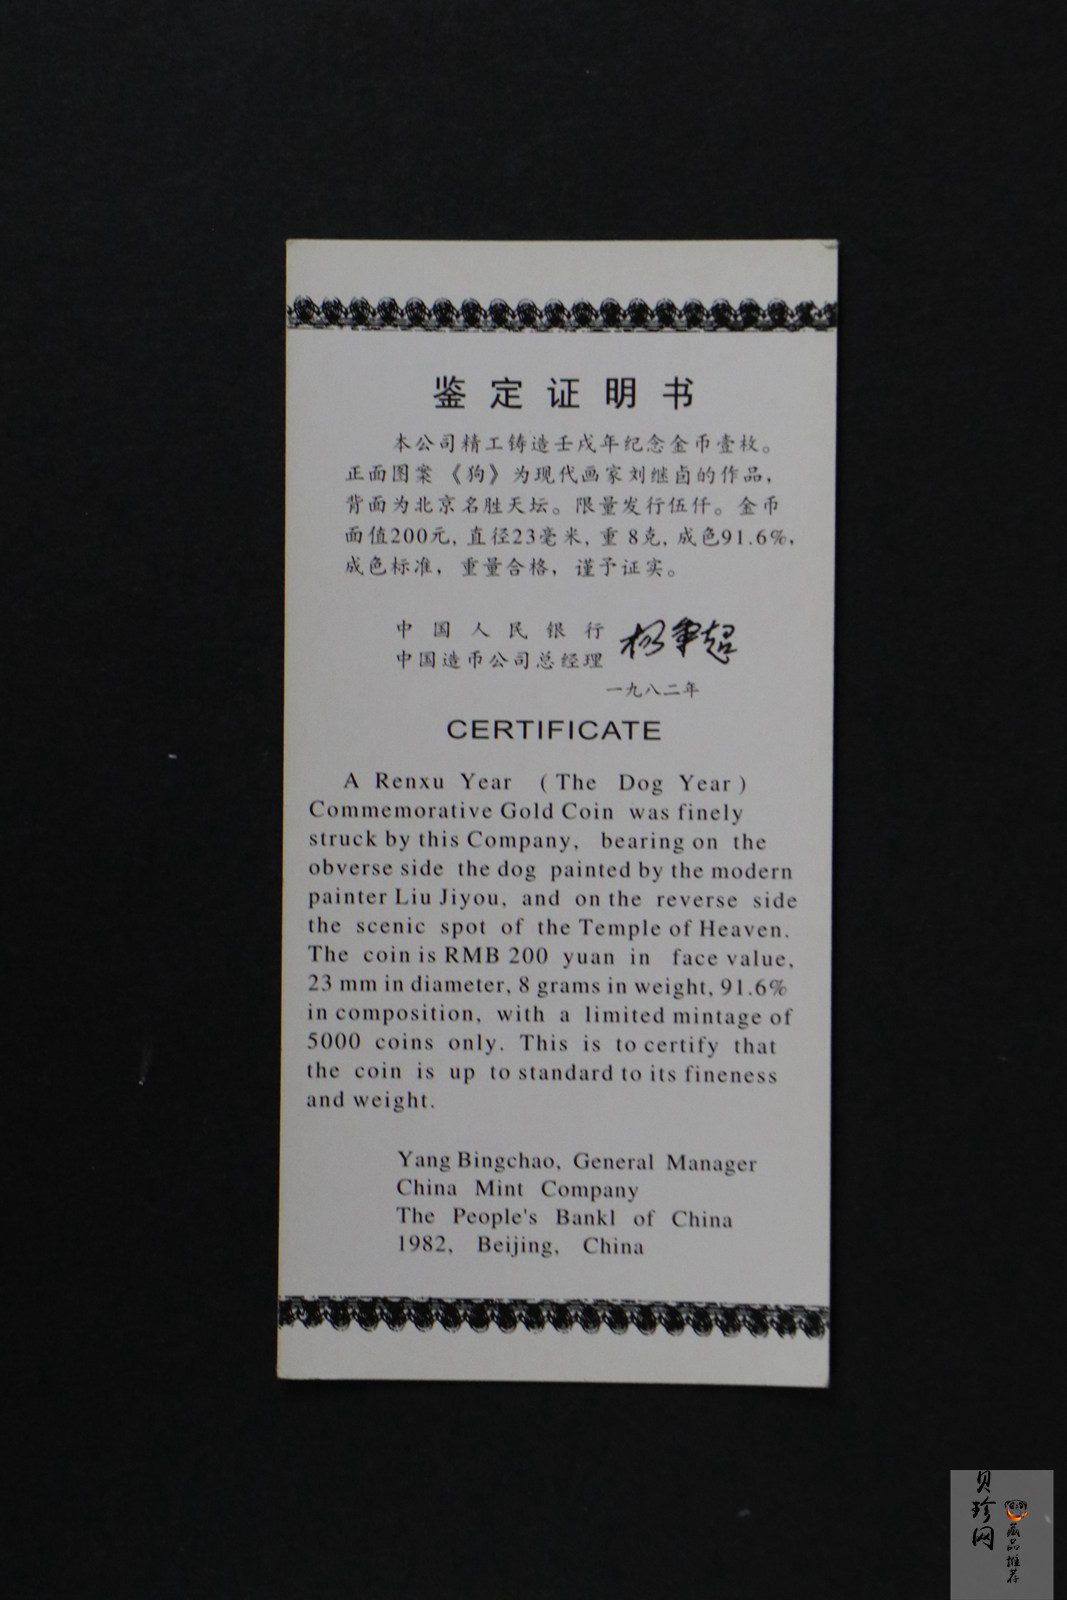 鉴定证明书
本公司精工铸造壬戌年纪念金币壹枚。
正面图案《狗》为现代画家刘继卣的作品，
背面为北京名胜天坛。限量发行伍仟。金币
面值200元, 直径23毫米, 重 8克, 成色91.6%,
成色标准，重量合格，谨予证实。
中国人民银行
中国造币公司总经理
一九八二年
CERTIFICATE
A Renxu Year (The Dog Year)
Commemorative Gold Coin was finely
struck by this Company, bearing on the
obverse side the dog painted by the modern
painter Liu Jiyou, and on the reverse side
the scenic spot of the Temple of Heaven.
The coin is RMB 200 yuan in face value,
23 mm in diameter, 8 grams in weight, 91.6%
in composition, with a limited mintage of
5000 coins only. This is to certify that
the coin is up to standard to its fineness
and weight.
Yang Bingchao, General Manager
China Mint Company
The People's Bankl of China
1982, Beijing, China
贝珍网
藏品推荐